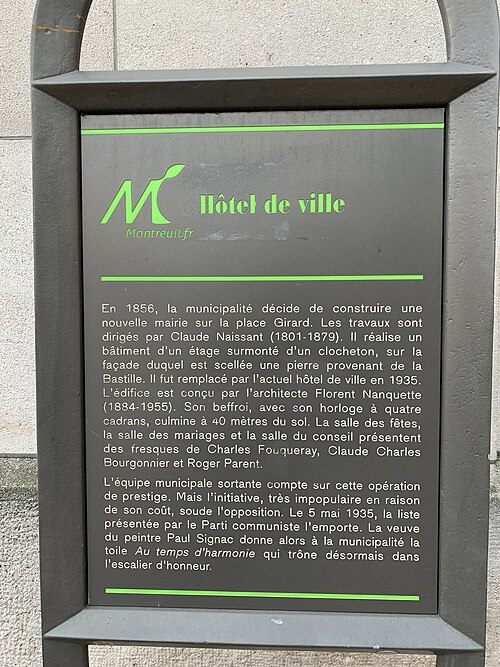 M
Montreuil.fr
Hôtel de ville
En 1856, la municipalité décide de construire une
nouvelle mairie sur la place Girard. Les travaux sont
dirigés par Claude Naissant (1801-1879). Il réalise un
bâtiment d'un étage surmonté d'un clocheton, sur la
façade duquel est scellée une pierre provenant de la
Bastille. Il fut remplacé par l'actuel hôtel de ville en 1935.
L'édifice est conçu par l'architecte Florent Nanquette
(1884-1955). Son beffroi, avec son horloge à quatre
cadrans, culmine à 40 mètres du sol. La salle des fêtes,
la salle des mariages et la salle du conseil présentent
des fresques de Charles Fouqueray, Claude Charles
Bourgonnier et Roger Parent.
L'équipe municipale sortante compte sur cette opération
de prestige. Mais l'initiative, très impopulaire en raison
de son coût, soude l'opposition. Le 5 mai 1935, la liste
présentée par le Parti communiste l'emporte. La veuve
du peintre Paul Signac donne alors à la municipalité la
toile Au temps d'harmonie qui trône désormais dans
l'escalier d'honneur.